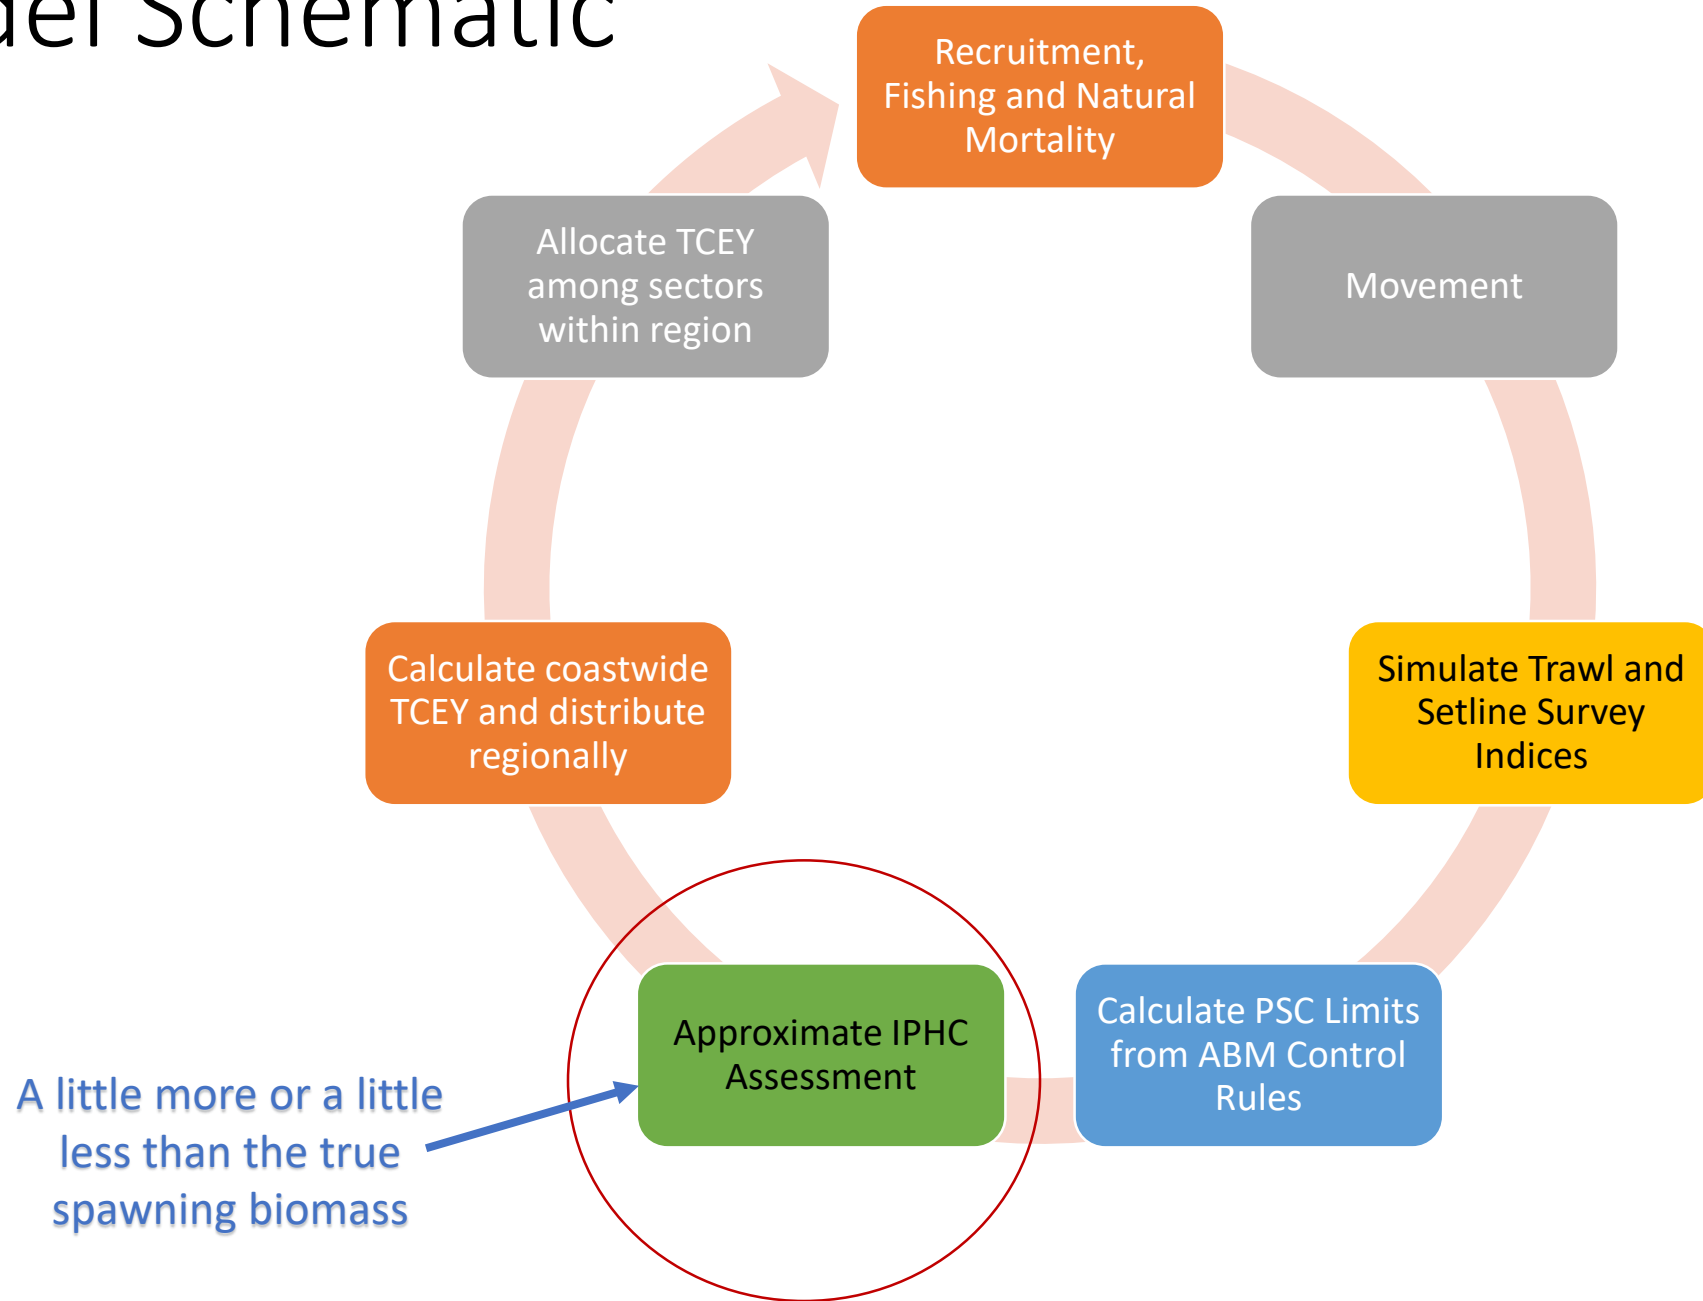 Schematic
Recruitment,
Fishing and Natural
Mortality
Movement
Simulate Trawl and
Setline Survey
Indices
Calculate PSC Limits
from ABM Control
Rules
Approximate IPHC
Assessment
Calculate coastwide
TCEY and distribute
regionally
Allocate TCEY
among sectors
within region
A little more or a little
less than the true
spawning biomass